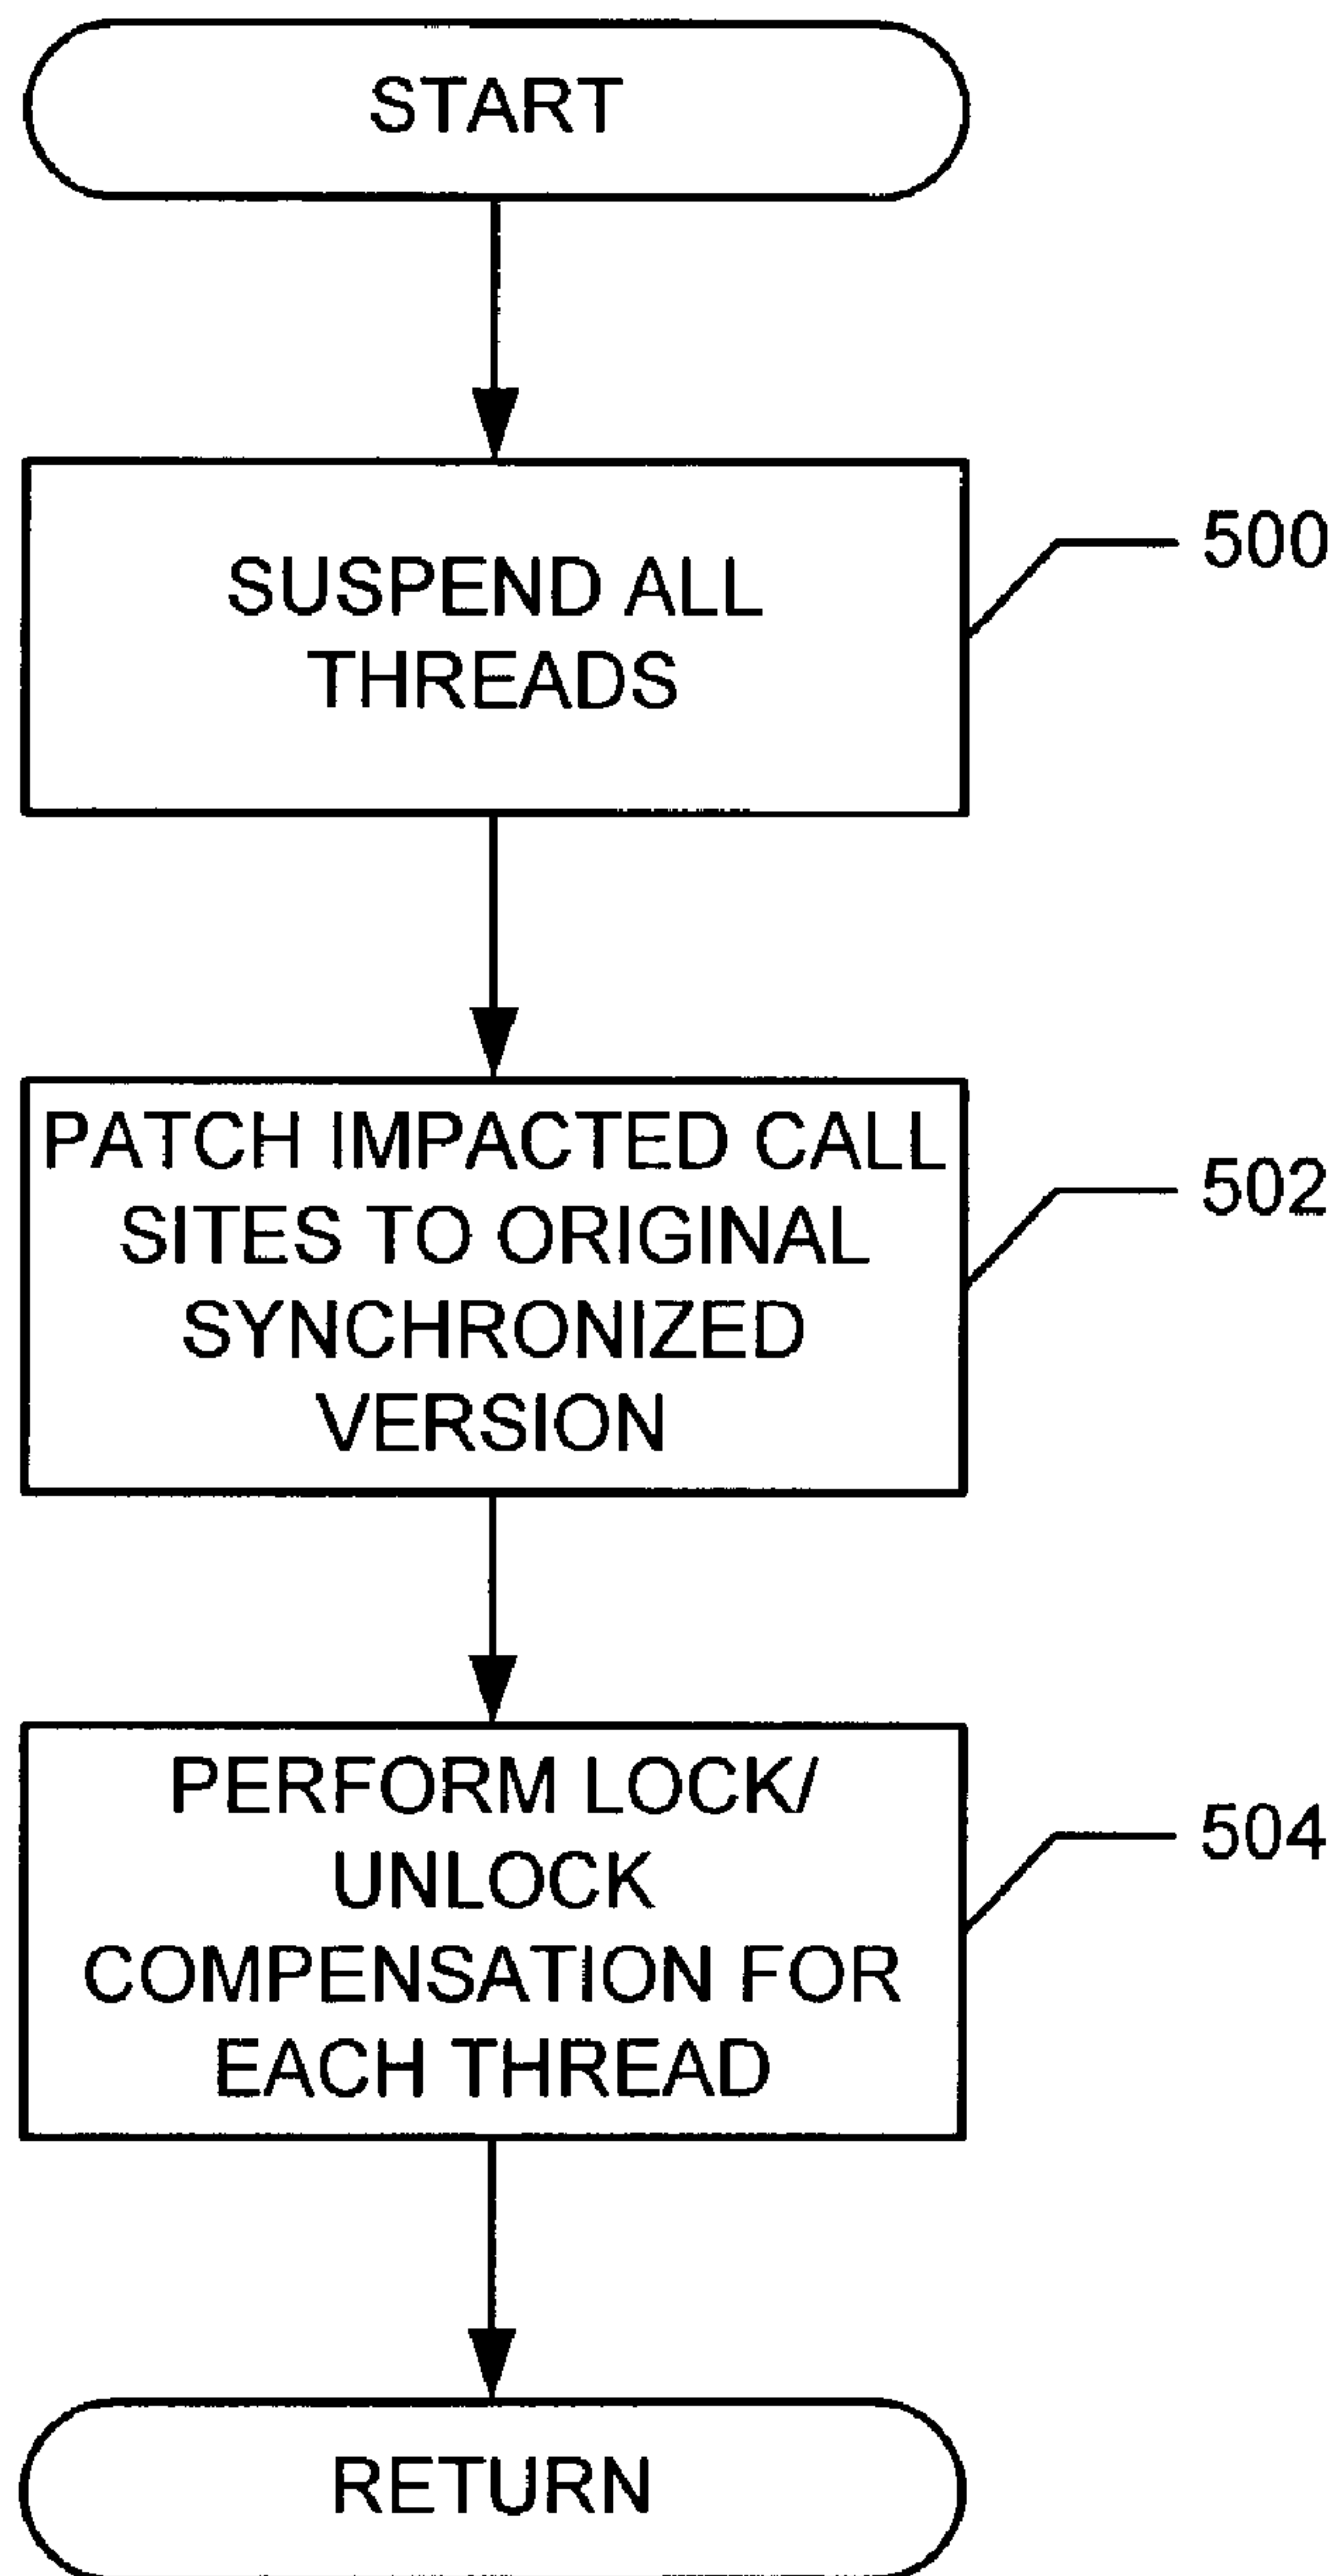 START
SUSPEND ALL
THREADS
500
PATCH IMPACTED CALL
SITES TO ORIGINAL
SYNCHRONIZED
VERSION
502
PERFORM LOCK/
UNLOCK
COMPENSATION FOR
EACH THREAD
504
RETURN